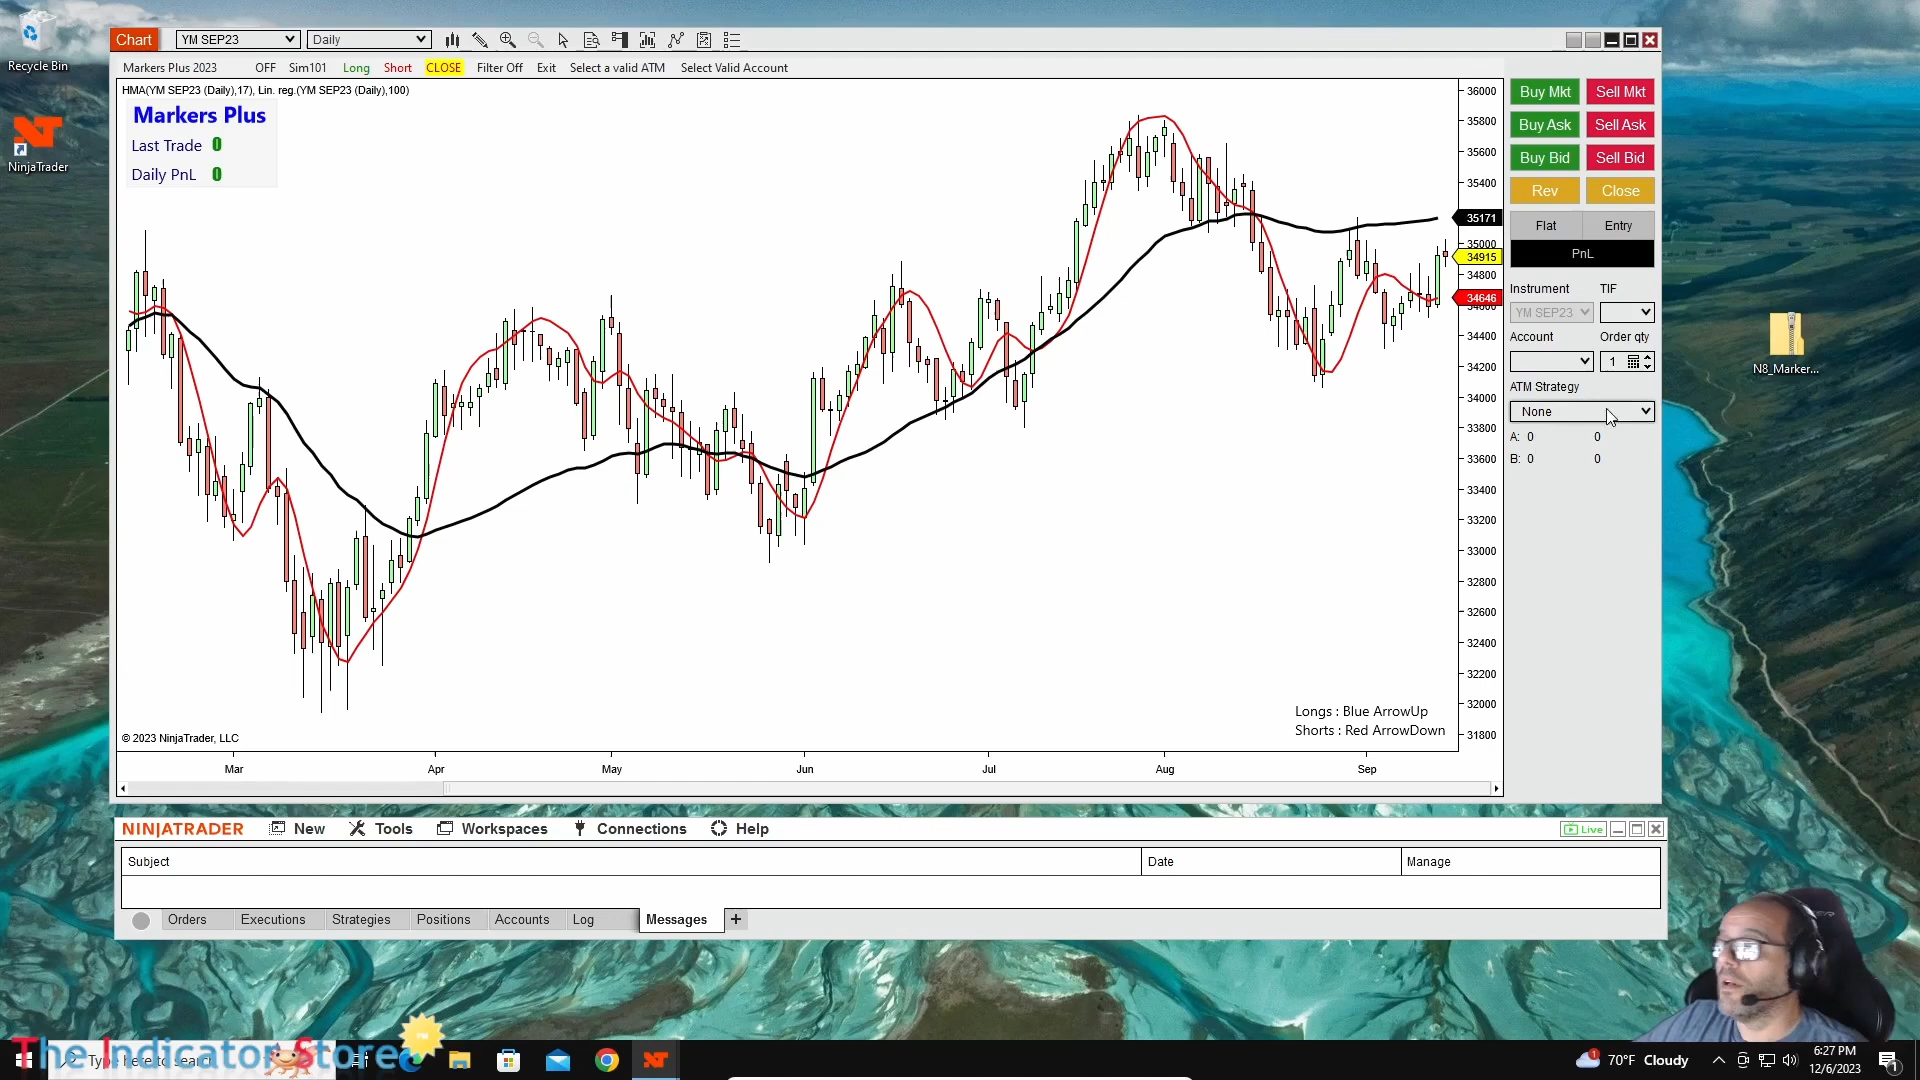 Recycle Bin
NinjaTrader
Chart
YM SEP23
Daily
Markers Plus 2023 OFF Sim101 Long Short CLOSE Filter Off Exit Select a valid ATM Select Valid Account
HMA(YM SEP23 (Daily),17), Lin. reg.(YM SEP23 (Daily),100)
Markers Plus
Last Trade 0
Daily PnL 0
36000
35800
35600
35400
35171
35000
34915
34800
34646
34400
34200
34000
33800
33600
33400
33200
33000
32800
32600
32400
32200
32000
31800
Longs : Blue ArrowUp
Shorts : Red ArrowDown
© 2023 NinjaTrader, LLC
Mar Apr May Jun Jul Aug Sep
Buy Mkt Sell Mkt
Buy Ask Sell Ask
Buy Bid Sell Bid
Rev Close
Flat Entry
PnL
Instrument TIF
YM SEP23
Account Order qty
1
ATM Strategy
None
A: 0 0
B: 0 0
N8_Marker...
NINJATRADER New Tools Workspaces Connections Help
Live
Subject Date Manage
Orders Executions Strategies Positions Accounts Log Messages +
The Indicator Store
Type here to search
70°F Cloudy
6:27 PM
12/6/2023